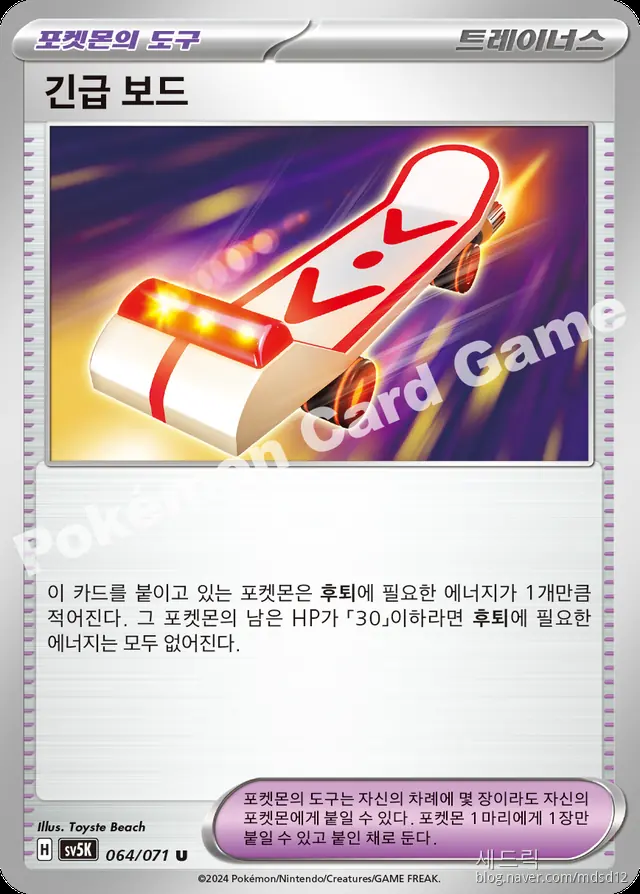 포켓몬의 도구
트레이너스
긴급 보드
Pokémon Card Game
이 카드를 붙이고 있는 포켓몬은 후퇴에 필요한 에너지가 1개만큼
적어진다. 그 포켓몬의 남은 HP가 「30」이하라면 후퇴에 필요한
에너지는 모두 없어진다.
포켓몬의 도구는 자신의 차례에 몇 장이라도 자신의
포켓몬에게 붙일 수 있다. 포켓몬 1마리에게 1장만
붙일 수 있고 붙인 채로 둔다.
Illus. Toyste Beach
H SV5K 064/071 U
©2024 Pokémon/Nintendo/Creatures/GAME FREAK.
세드릭
blog.naver.com/mdsd12